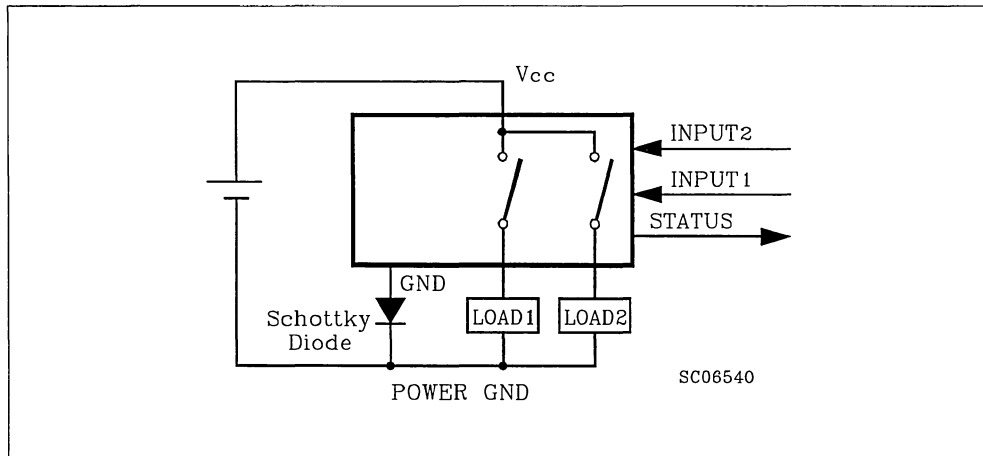 Vcc
INPUT2
INPUT1
STATUS
GND
Schottky
Diode
LOAD1
LOAD2
POWER GND
SC06540